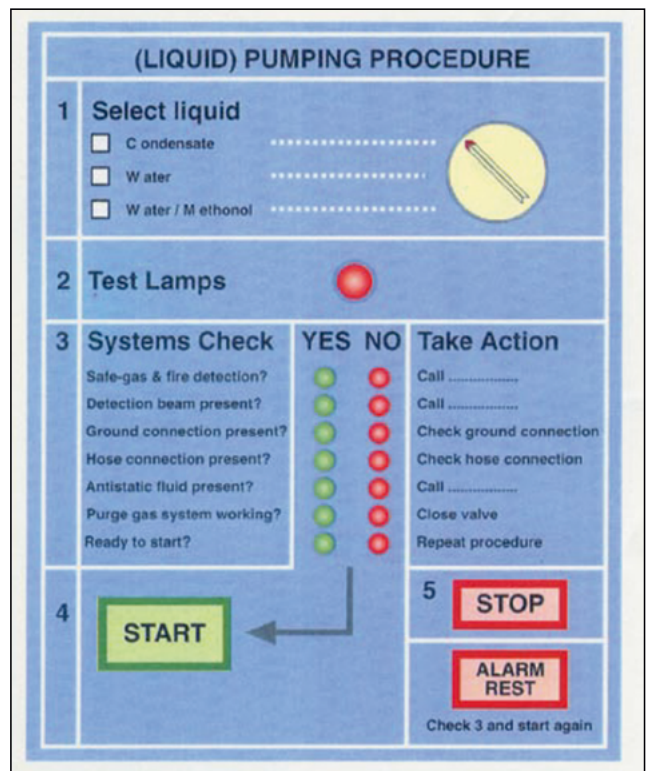 (LIQUID) PUMPING PROCEDURE
1 Select liquid
C ondensate
W ater
W ater / M ethonol
2 Test Lamps
3 Systems Check YES NO Take Action
Safe-gas & fire detection? Call ................
Detection beam present? Call ................
Ground connection present? Check ground connection
Hose connection present? Check hose connection
Antistatic fluid present? Call ................
Purge gas system working? Close valve
Ready to start? Repeat procedure
4 START
5 STOP
ALARM
REST
Check 3 and start again